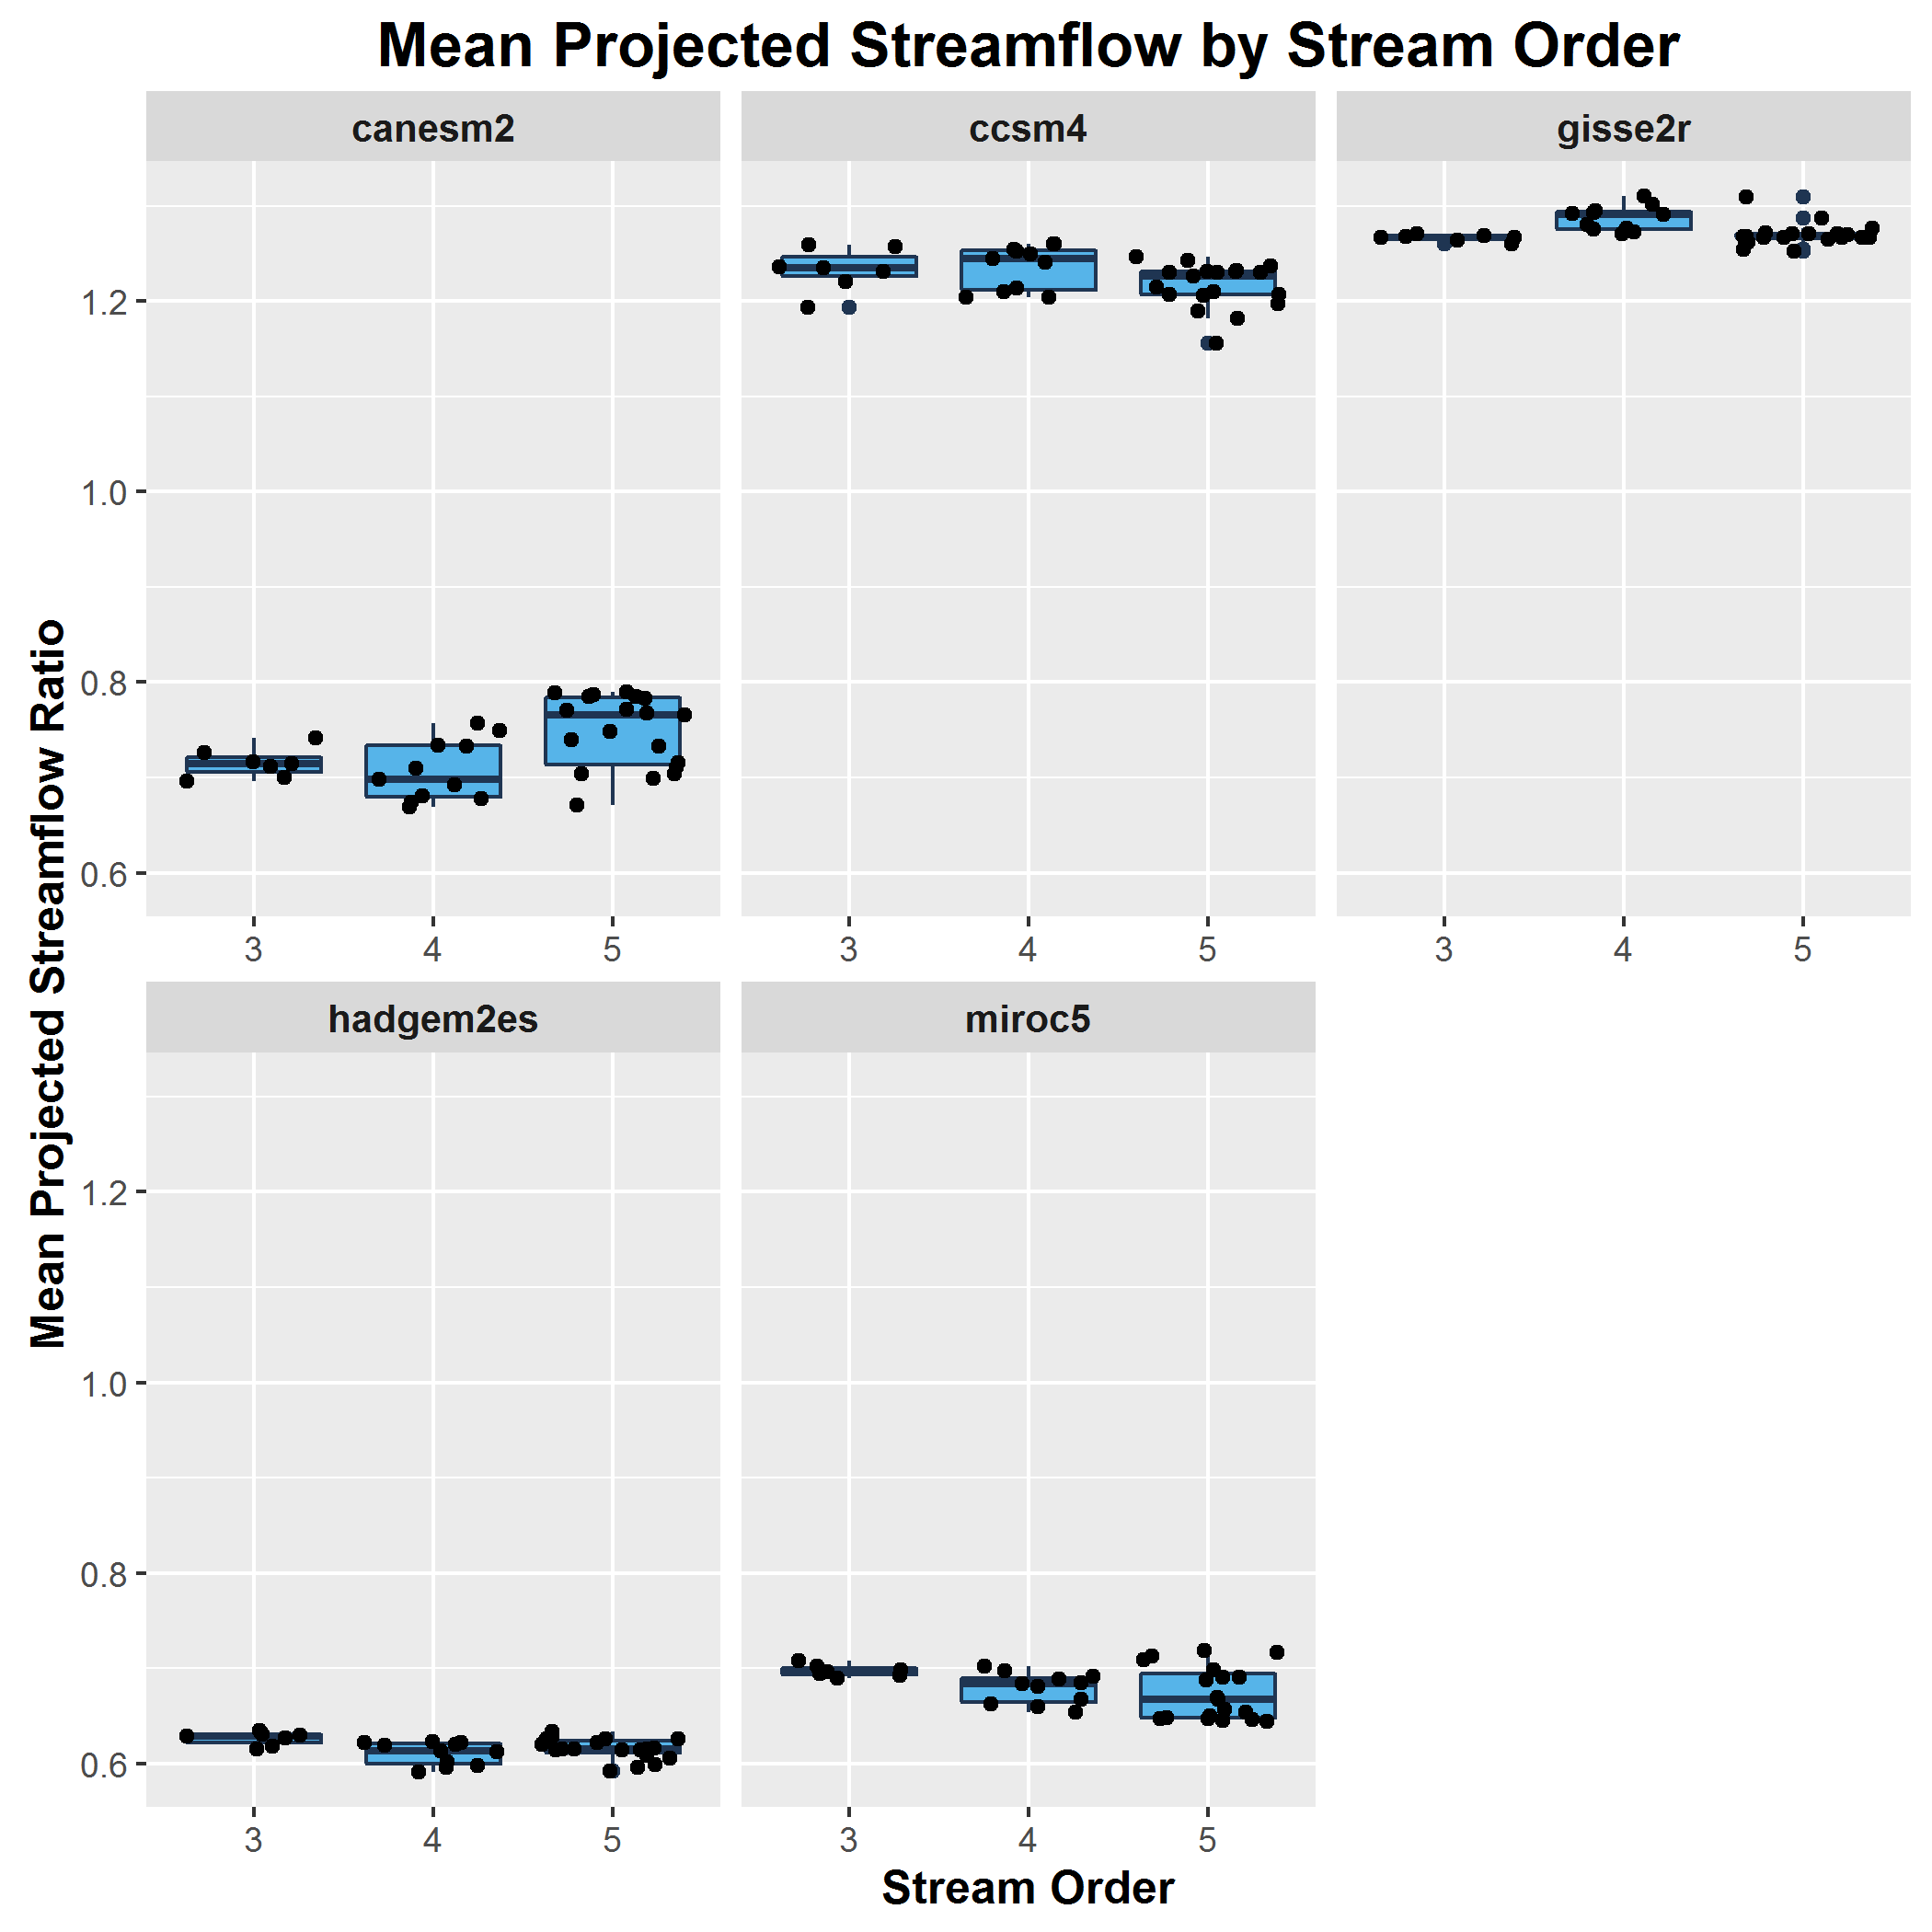 Mean Projected Streamflow by Stream Order
canesm2
ccsm4
gisse2r
1.2
1.0
0.8
0.6
3 4 5
3 4 5
3 4 5
Mean Projected Streamflow Ratio
hadgem2es
miroc5
1.2
1.0
0.8
0.6
3 4 5
3 4 5
Stream Order